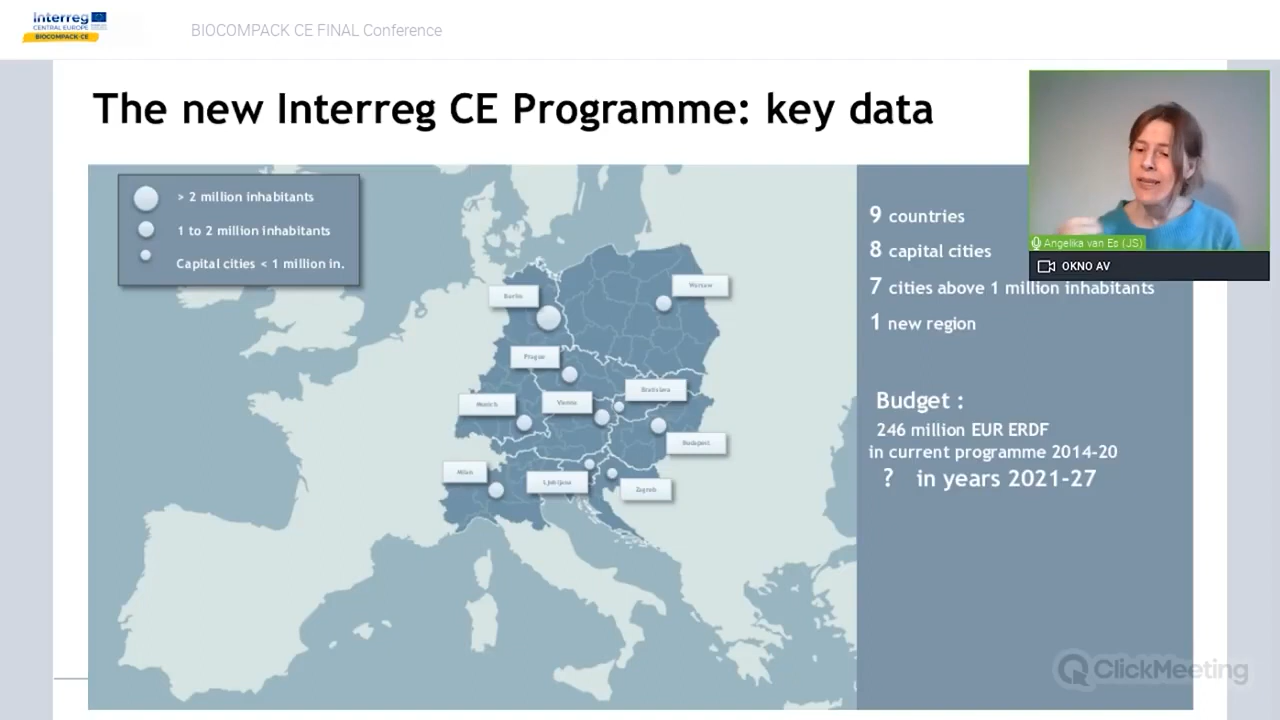 Interreg
CENTRAL EUROPE
BIOCOMPACK-CE
BIOCOMPACK CE FINAL Conference
The new Interreg CE Programme: key data
> 2 million inhabitants
1 to 2 million inhabitants
Capital cities < 1 million in.
Berlin
Warsaw
Prague
Bratislava
Munich
Vienna
Budapest
Milan
Ljubljana
Zagreb
9 countries
8 capital cities
7 cities above 1 million inhabitants
1 new region
Budget :
246 million EUR ERDF
in current programme 2014-20
? in years 2021-27
Angelika van Es (JS)
OKNO AV
ClickMeeting